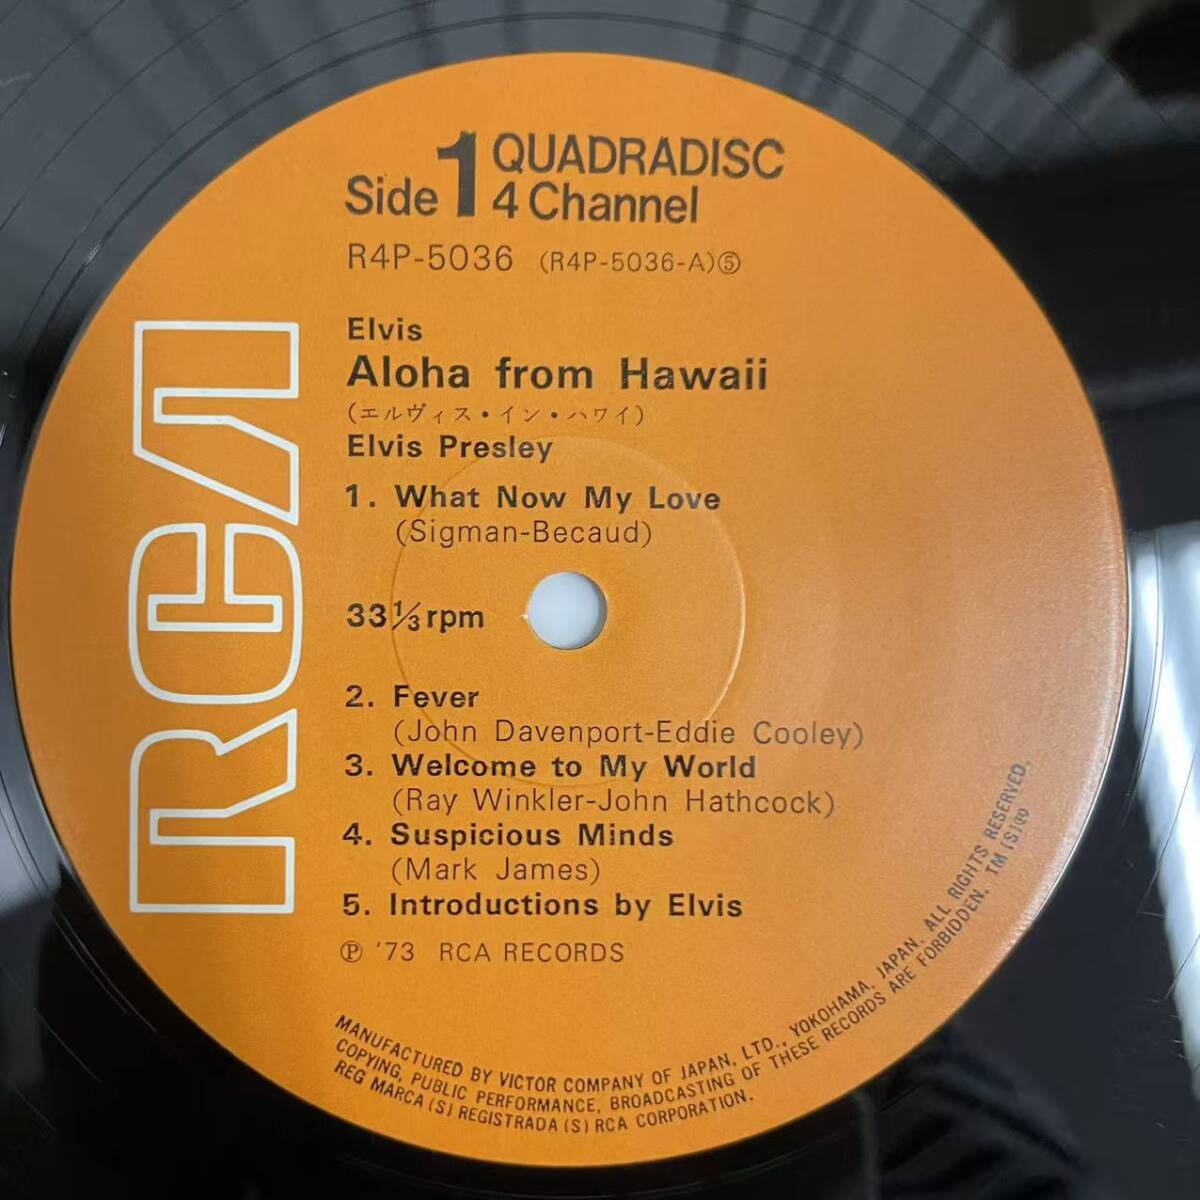 Side 1 QUADRADISC
4 Channel
R4P-5036 (R4P-5036-A)⑤
Elvis
Aloha from Hawaii
(エルヴィス・イン・ハワイ)
Elvis Presley
1. What Now My Love
(Sigman-Becaud)
33⅓rpm
2. Fever
(John Davenport-Eddie Cooley)
3. Welcome to My World
(Ray Winkler-John Hathcock)
4. Suspicious Minds
(Mark James)
5. Introductions by Elvis
Ⓟ '73 RCA RECORDS
RCA
MANUFACTURED BY VICTOR COMPANY OF JAPAN, LTD., YOKOHAMA, JAPAN. ALL RIGHTS RESERVED.
COPYING, PUBLIC PERFORMANCE, BROADCASTING OF THESE RECORDS ARE FORBIDDEN. TM(S)®
REG MARCA (S) REGISTRADA (S) RCA CORPORATION.